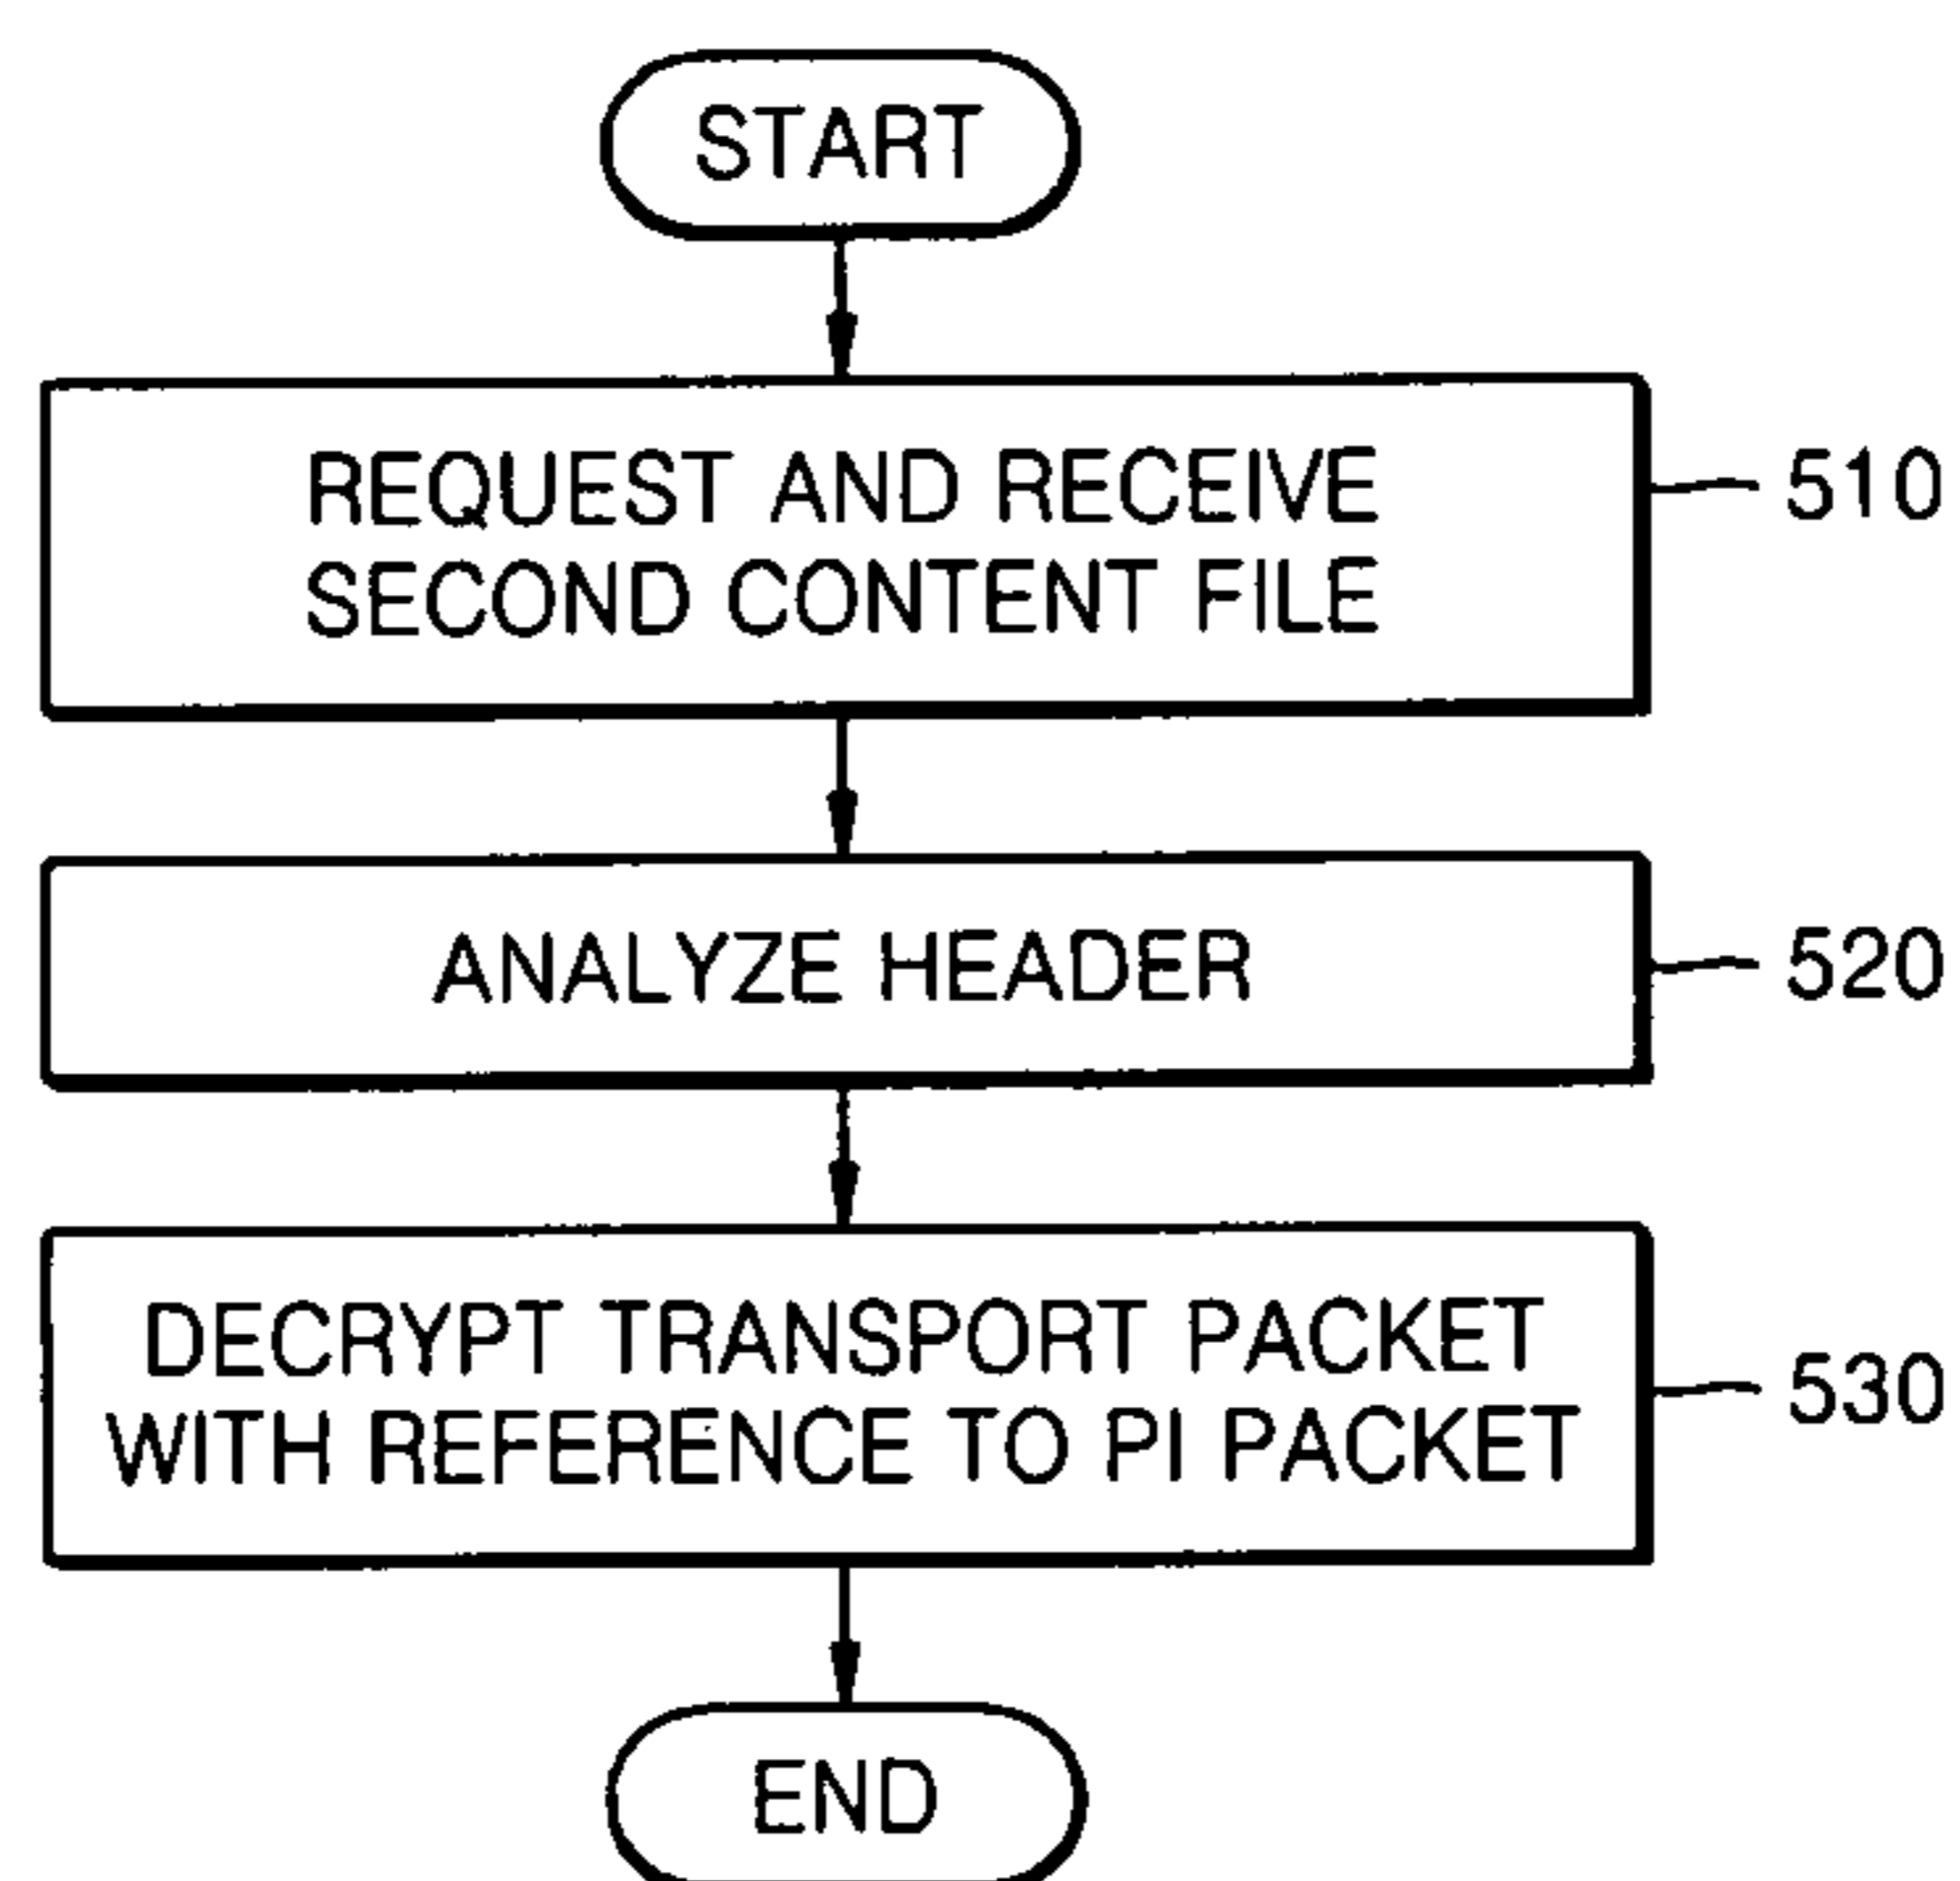 START
REQUEST AND RECEIVE
SECOND CONTENT FILE
510
ANALYZE HEADER
520
DECRYPT TRANSPORT PACKET
WITH REFERENCE TO PI PACKET
530
END